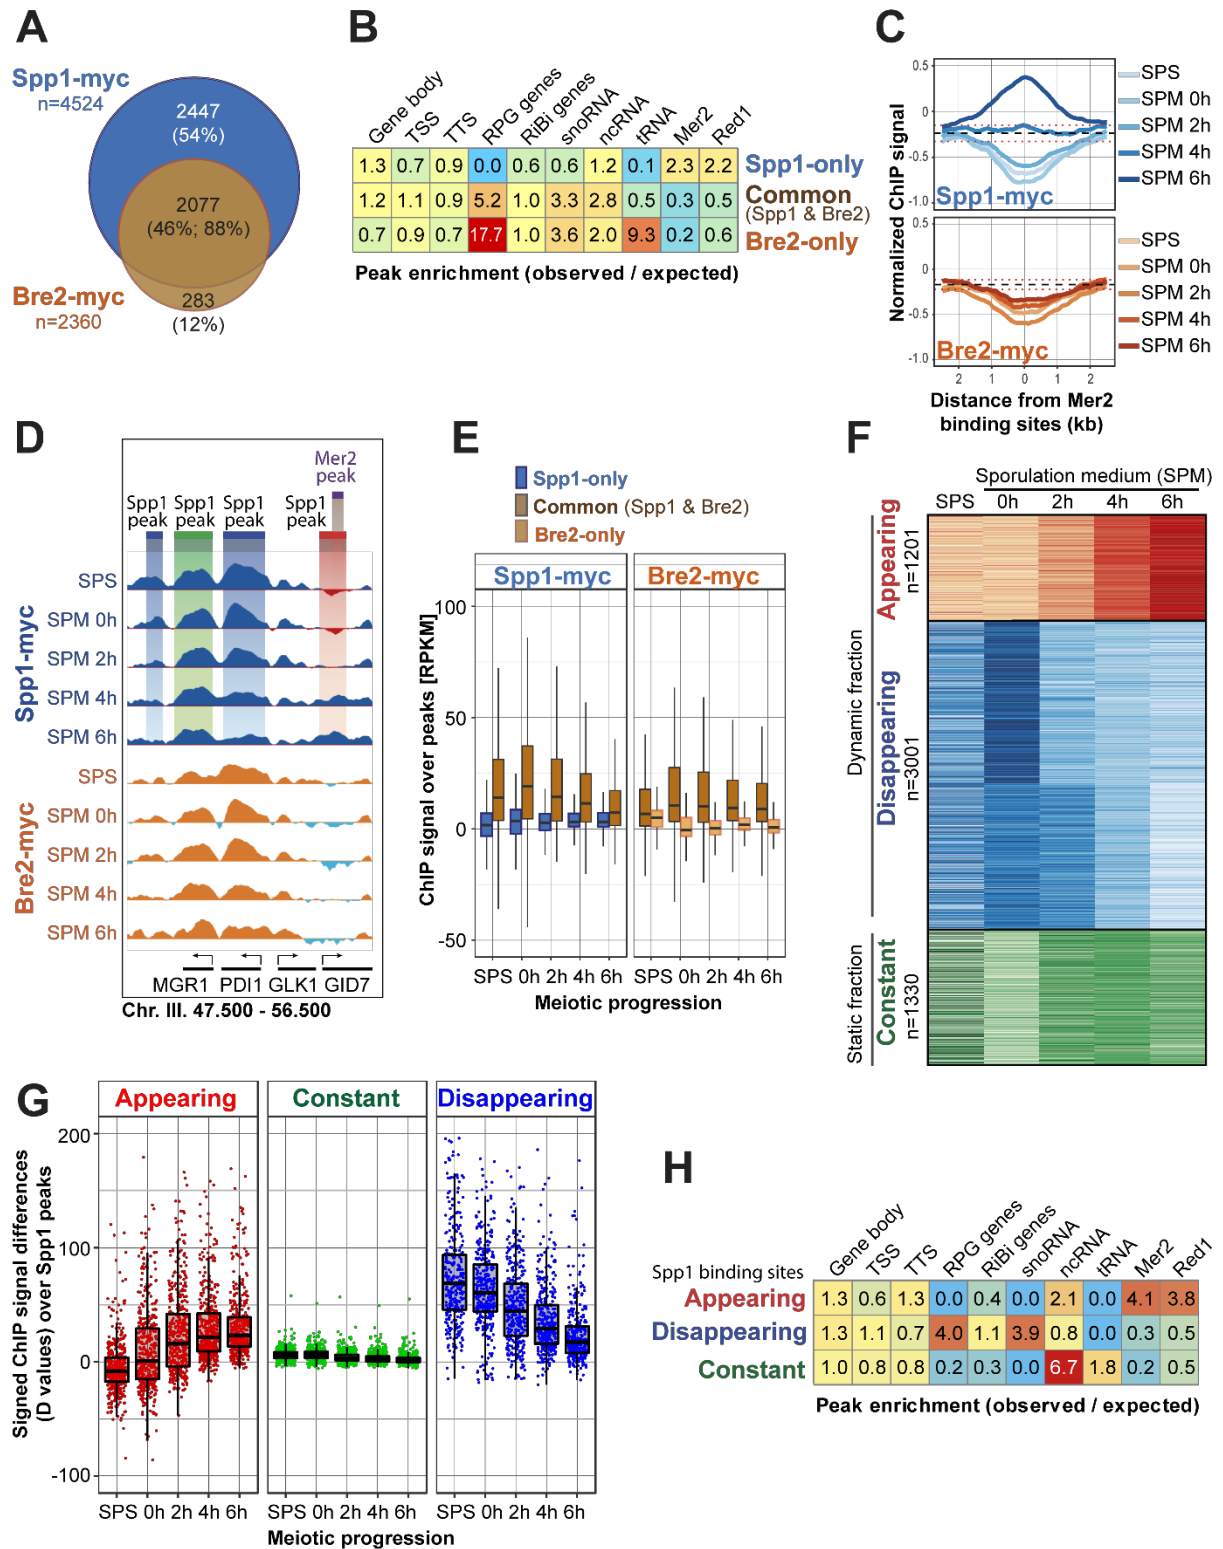 A
Spp1-myc
n=4524
2447
(54%)
2077
(46%; 88%)
Bre2-myc
n=2360
283
(12%)
B
Gene body
TSS
TTS
RPG genes
RiBi genes
snoRNA
ncRNA
tRNA
Mer2
Red1
1.3 0.7 0.9 0.0 0.6 0.6 1.2 0.1 2.3 2.2 Spp1-only
1.2 1.1 0.9 5.2 1.0 3.3 2.8 0.5 0.3 0.5 Common
(Spp1 & Bre2)
0.7 0.9 0.7 17.7 1.0 3.6 2.0 9.3 0.2 0.6 Bre2-only
Peak enrichment (observed / expected)
C
Normalized ChIP signal
0.5
0
-0.5
-1.0
Spp1-myc
SPS
SPM 0h
SPM 2h
SPM 4h
SPM 6h
0.5
0
-0.5
-1.0
Bre2-myc
SPS
SPM 0h
SPM 2h
SPM 4h
SPM 6h
2 1 0 1 2
Distance from Mer2
binding sites (kb)
D
Mer2
peak
Spp1
peak
Spp1
peak
Spp1
peak
Spp1
peak
Spp1-myc
SPS
SPM 0h
SPM 2h
SPM 4h
SPM 6h
Bre2-myc
SPS
SPM 0h
SPM 2h
SPM 4h
SPM 6h
MGR1 PDI1 GLK1 GID7
Chr. III. 47.500 - 56.500
E
Spp1-only
Common (Spp1 & Bre2)
Bre2-only
Spp1-myc
Bre2-myc
ChIP signal over peaks [RPKM]
100
50
0
-50
SPS 0h 2h 4h 6h
SPS 0h 2h 4h 6h
Meiotic progression
F
Sporulation medium (SPM)
SPS 0h 2h 4h 6h
Appearing
n=1201
Dynamic fraction
Disappearing
n=3001
Static fraction
Constant
n=1330
G
Appearing
Constant
Disappearing
Signed ChIP signal differences
(D values) over Spp1 peaks
200
100
0
-100
SPS 0h 2h 4h 6h
SPS 0h 2h 4h 6h
SPS 0h 2h 4h 6h
Meiotic progression
H
Gene body
TSS
TTS
RPG genes
RiBi genes
snoRNA
ncRNA
tRNA
Mer2
Red1
Spp1 binding sites
Appearing 1.3 0.6 1.3 0.0 0.4 0.0 2.1 0.0 4.1 3.8
Disappearing 1.3 1.1 0.7 4.0 1.1 3.9 0.8 0.0 0.3 0.5
Constant 1.0 0.8 0.8 0.2 0.3 0.0 6.7 1.8 0.2 0.5
Peak enrichment (observed / expected)